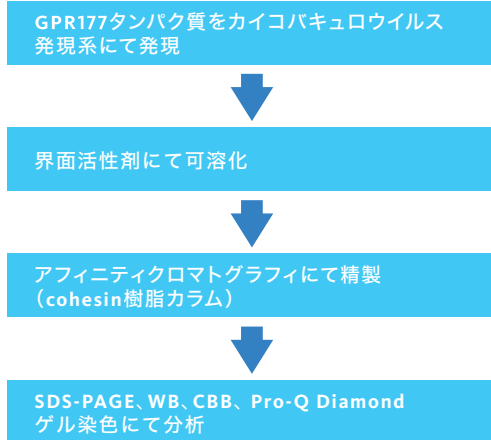 GPR177タンパク質をカイコバキュロウイルス
発現系にて発現
界面活性剤にて可溶化
アフィニティクロマトグラフィにて精製
（cohesin樹脂カラム）
SDS-PAGE、WB、CBB、Pro-Q Diamond
ゲル染色にて分析